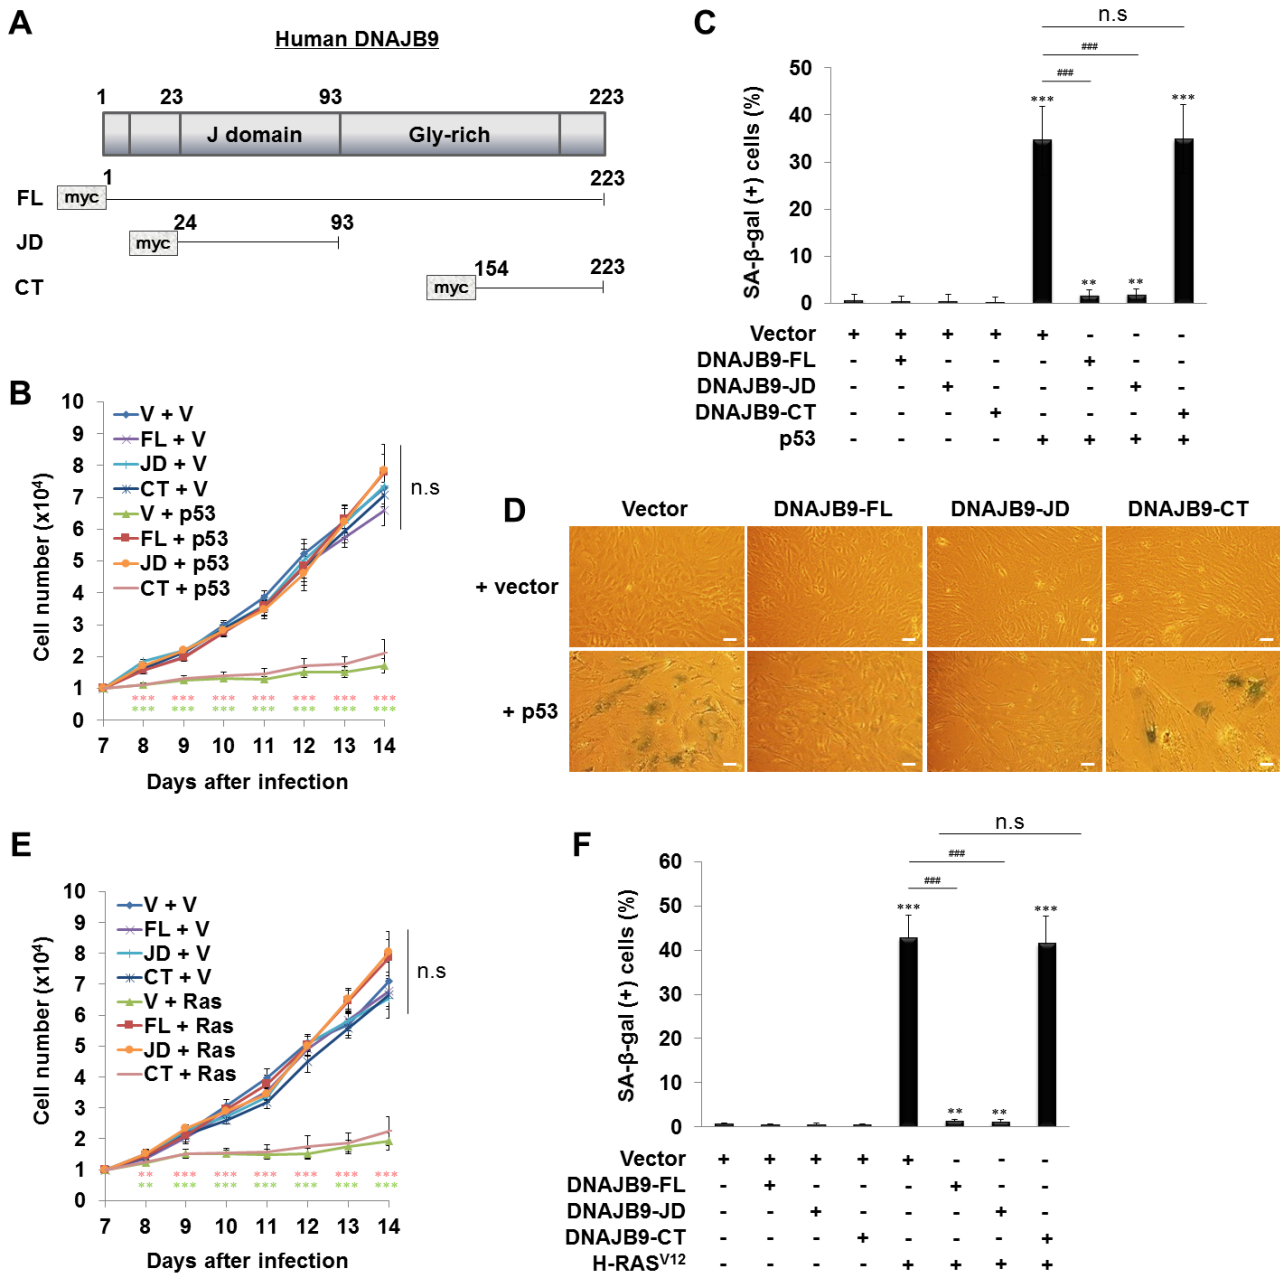 A
Human DNAJB9
1 23 93 223
J domain Gly-rich
FL myc 1 223
JD myc 24 93
CT myc 154 223
B
Cell number (x10⁴)
10
9
8
7
6
5
4
3
2
1
0
V + V
FL + V
JD + V
CT + V
V + p53
FL + p53
JD + p53
CT + p53
n.s
*** *** *** *** *** *** ***
*** *** *** *** *** *** ***
7 8 9 10 11 12 13 14
Days after infection
C
n.s
###
###
SA-β-gal (+) cells (%)
50
40
30
20
10
0
*** ** ** ***
Vector + + + + + - - -
DNAJB9-FL - + - - - + - -
DNAJB9-JD - - + - - - + -
DNAJB9-CT - - - + - - - +
p53 - - - - + + + +
D
Vector DNAJB9-FL DNAJB9-JD DNAJB9-CT
+ vector
+ p53
E
Cell number (x10⁴)
10
9
8
7
6
5
4
3
2
1
0
V + V
FL + V
JD + V
CT + V
V + Ras
FL + Ras
JD + Ras
CT + Ras
n.s
** *** *** *** *** *** ***
** *** *** *** *** *** ***
7 8 9 10 11 12 13 14
Days after infection
F
n.s
###
###
SA-β-gal (+) cells (%)
60
50
40
30
20
10
0
*** ** ** ***
Vector + + + + + - - -
DNAJB9-FL - + - - - + - -
DNAJB9-JD - - + - - - + -
DNAJB9-CT - - - + - - - +
H-RASV12 - - - - + + + +